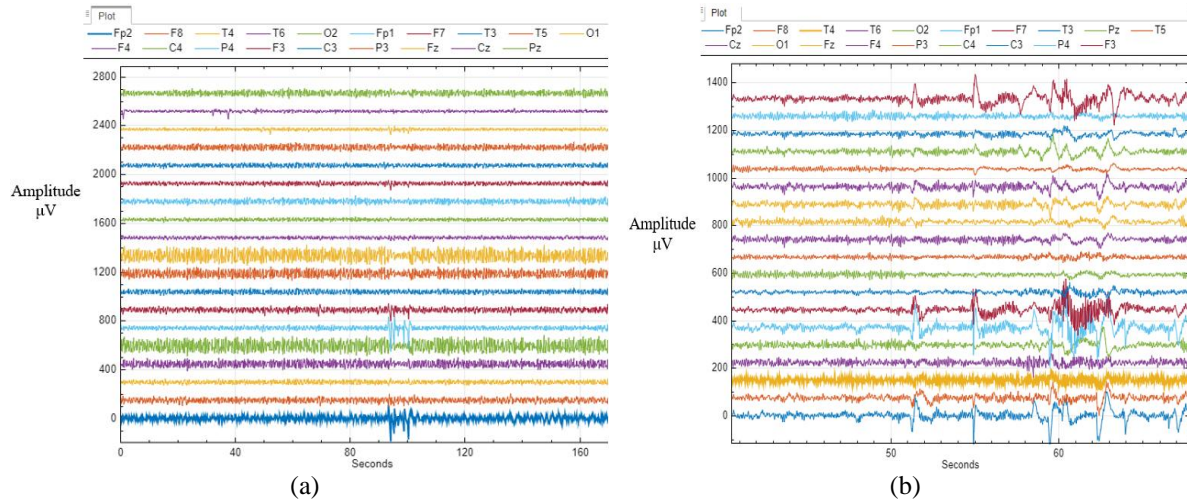 Plot
Fp2 F8 T4 T6 O2 Fp1 F7 T3 T5 O1
F4 C4 P4 F3 C3 P3 Fz Cz Pz
2800
2400
2000
1600
1200
800
400
0
Amplitude
μV
0 40 80 120 160
Seconds
(a)
Plot
Fp2 F8 T4 T6 O2 Fp1 F7 T3 Pz T5
Cz O1 Fz F4 P3 C4 C3 P4 F3
1400
1200
1000
800
600
400
200
0
Amplitude
μV
50 60
Seconds
(b)